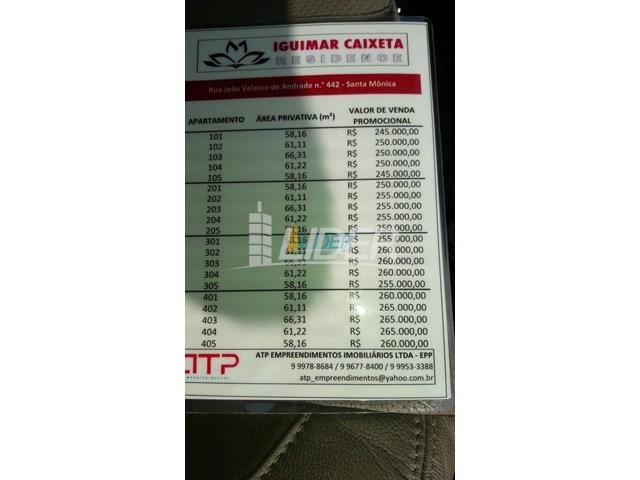 IGUIMAR CAIXETA
RESIDENCE
Rua João Velasco de Andrade n.° 442 - Santa Mônica
APARTAMENTO ÁREA PRIVATIVA (m²) VALOR DE VENDA PROMOCIONAL
101 58,16 R$ 245.000,00
102 61,11 R$ 250.000,00
103 66,31 R$ 250.000,00
104 61,22 R$ 250.000,00
105 58,16 R$ 245.000,00
201 58,16 R$ 250.000,00
202 61,11 R$ 255.000,00
203 66,31 R$ 255.000,00
204 61,22 R$ 255.000,00
205 R$ 250.000,00
301 R$ 255.000,00
302 R$ 260.000,00
303 R$ 260.000,00
304 61,22 R$ 260.000,00
305 58,16 R$ 255.000,00
401 58,16 R$ 260.000,00
402 61,11 R$ 265.000,00
403 66,31 R$ 265.000,00
404 61,22 R$ 265.000,00
405 58,16 R$ 260.000,00
LIDER
ATP
ATP EMPREENDIMENTOS IMOBILIÁRIOS LTDA - EPP
9 9978-8684 / 9 9677-8400 / 9 9953-3388
atp_empreendimentos@yahoo.com.br